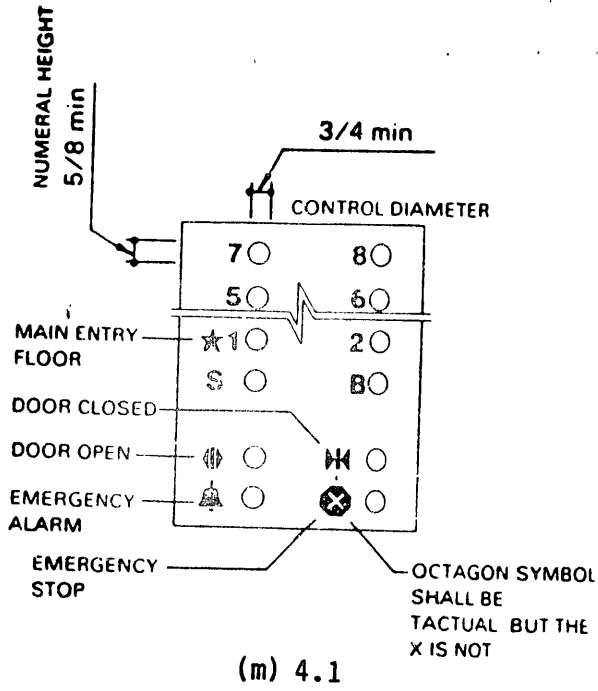 NUMERAL HEIGHT
5/8 min
3/4 min
CONTROL DIAMETER
7 8
5 6
MAIN ENTRY
FLOOR
1 2
S B
DOOR CLOSED
DOOR OPEN
EMERGENCY
ALARM
EMERGENCY
STOP
OCTAGON SYMBOL
SHALL BE
TACTUAL BUT THE
X IS NOT
(m) 4.1